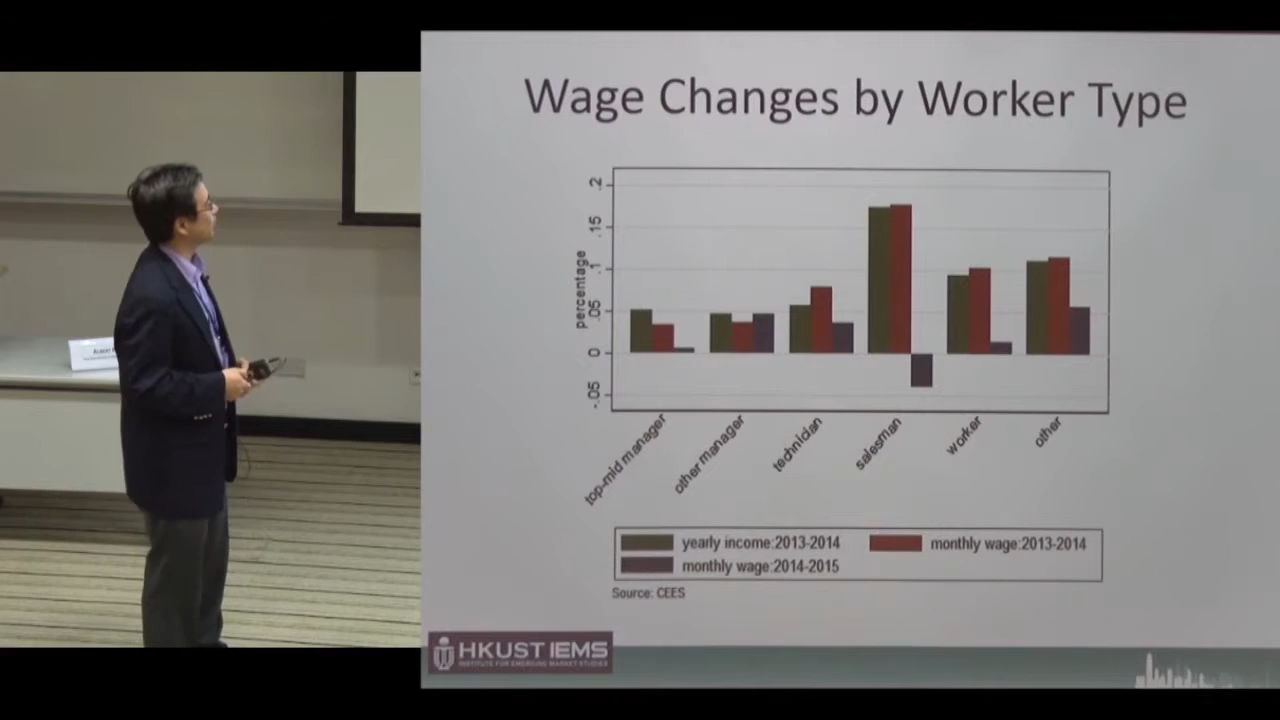 Wage Changes by Worker Type
percentage
.2
.15
.1
.05
0
-.05
top-mid manager
other manager
technician
salesman
worker
other
yearly income:2013-2014
monthly wage:2013-2014
monthly wage:2014-2015
Source: CEES
HKUST IEMS
INSTITUTE FOR EMERGING MARKET STUDIES